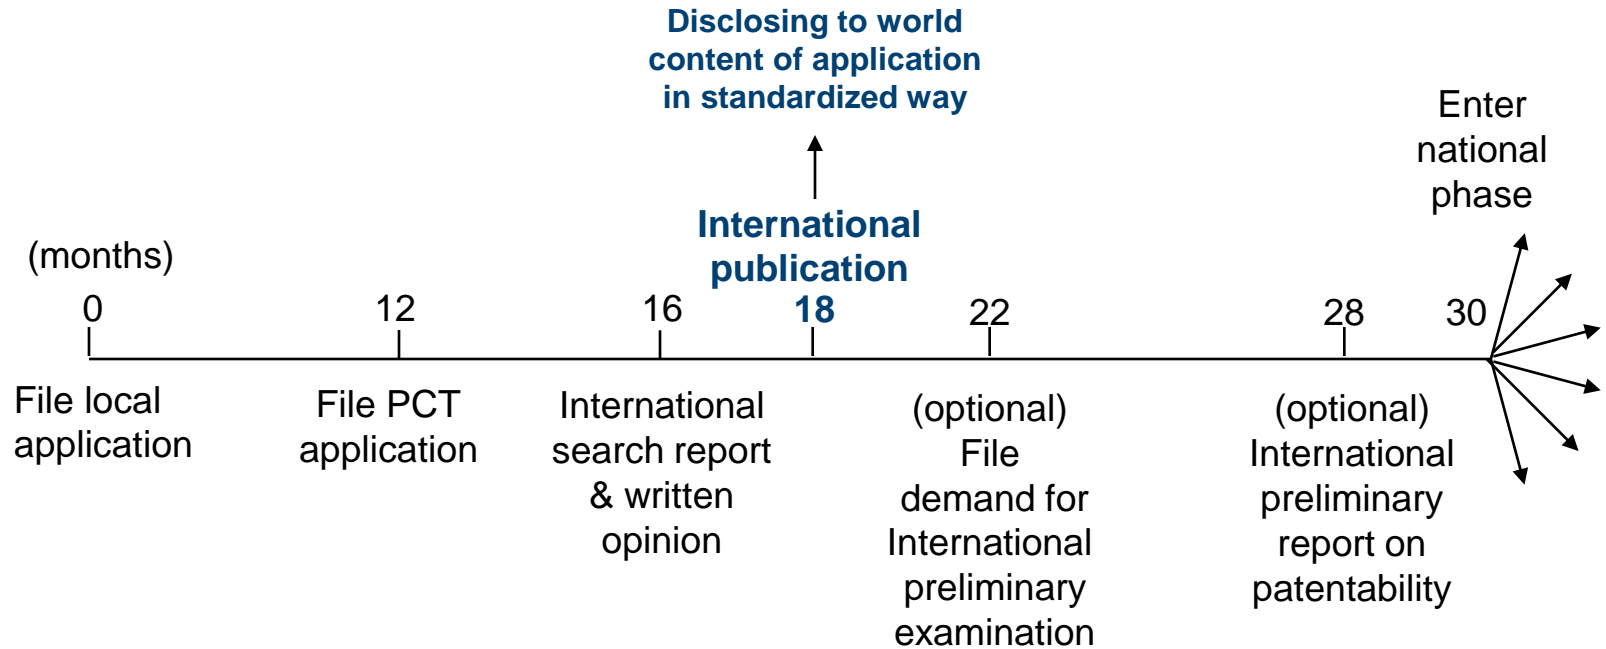 Disclosing to world
content of application
in standardized way
Enter
national
phase
International
publication
(months)
0
12
16
18
22
28
30
File local
application
File PCT
application
International
search report
& written
opinion
(optional)
File
demand for
International
preliminary
examination
(optional)
International
preliminary
report on
patentability